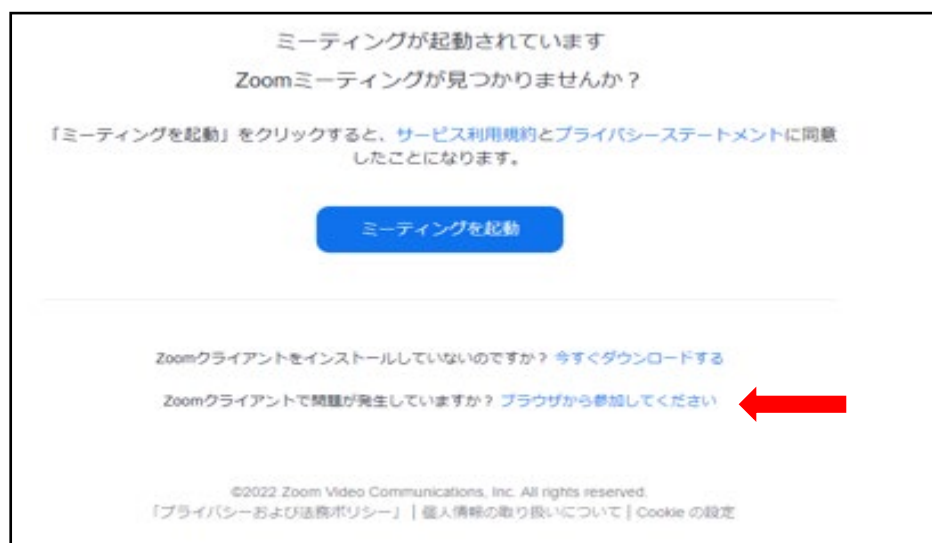 ミーティングが起動されています
Zoomミーティングが見つかりませんか？
「ミーティングを起動」をクリックすると、サービス利用規約とプライバシーステートメントに同意
したことになります。
ミーティングを起動
Zoomクライアントをインストールしていないのですか？今すぐダウンロードする
Zoomクライアントで問題が発生していますか？ブラウザから参加してください
©2022 Zoom Video Communications, Inc. All rights reserved.
「プライバシーおよび法務ポリシー」 | 個人情報の取り扱いについて | Cookie の設定